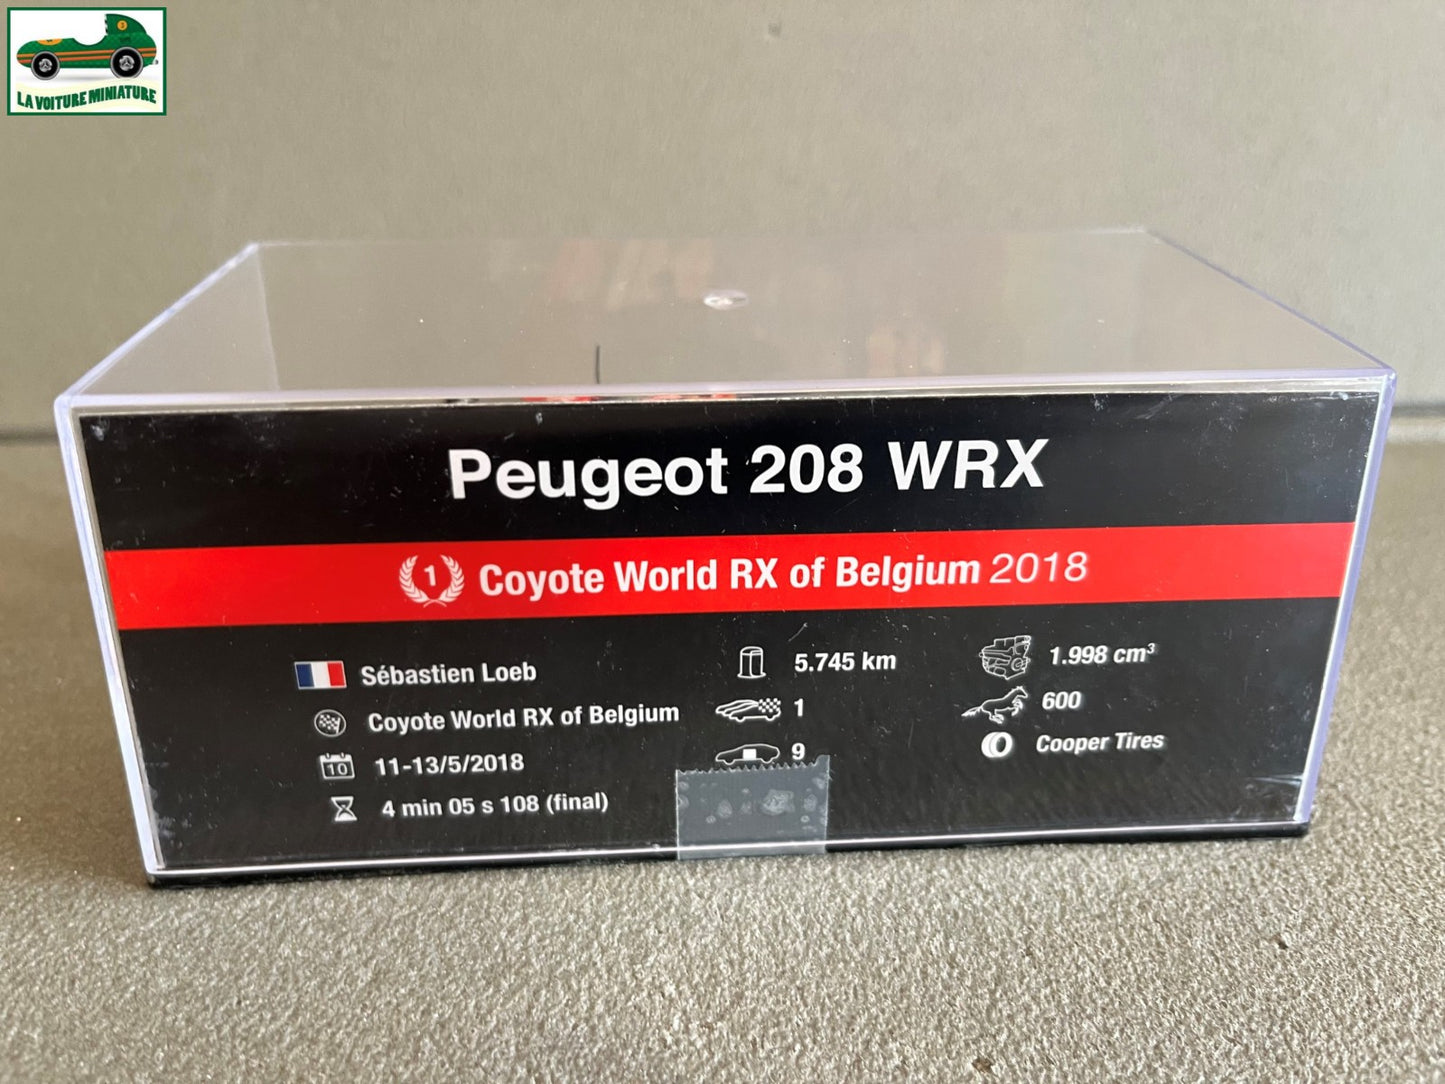 LA VOITURE MINIATURE
Peugeot 208 WRX
1 Coyote World RX of Belgium 2018
Sébastien Loeb
Coyote World RX of Belgium
10 11-13/5/2018
4 min 05 s 108 (final)
5.745 km
1
9
1.998 cm³
600
Cooper Tires